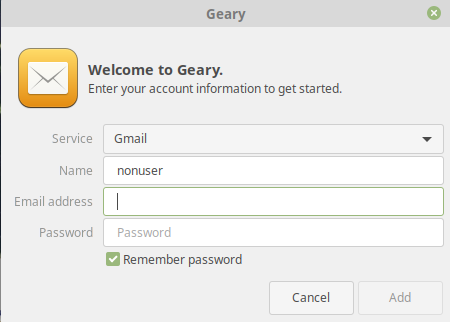 Geary
Welcome to Geary.
Enter your account information to get started.
Service Gmail
Name nonuser
Email address
Password Password
Remember password
Cancel Add